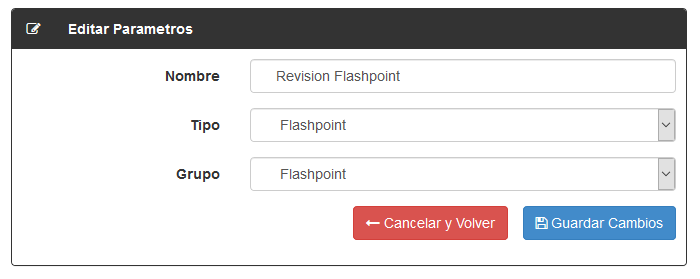 Editar Parametros
Nombre Revision Flashpoint
Tipo Flashpoint
Grupo Flashpoint
Cancelar y Volver Guardar Cambios